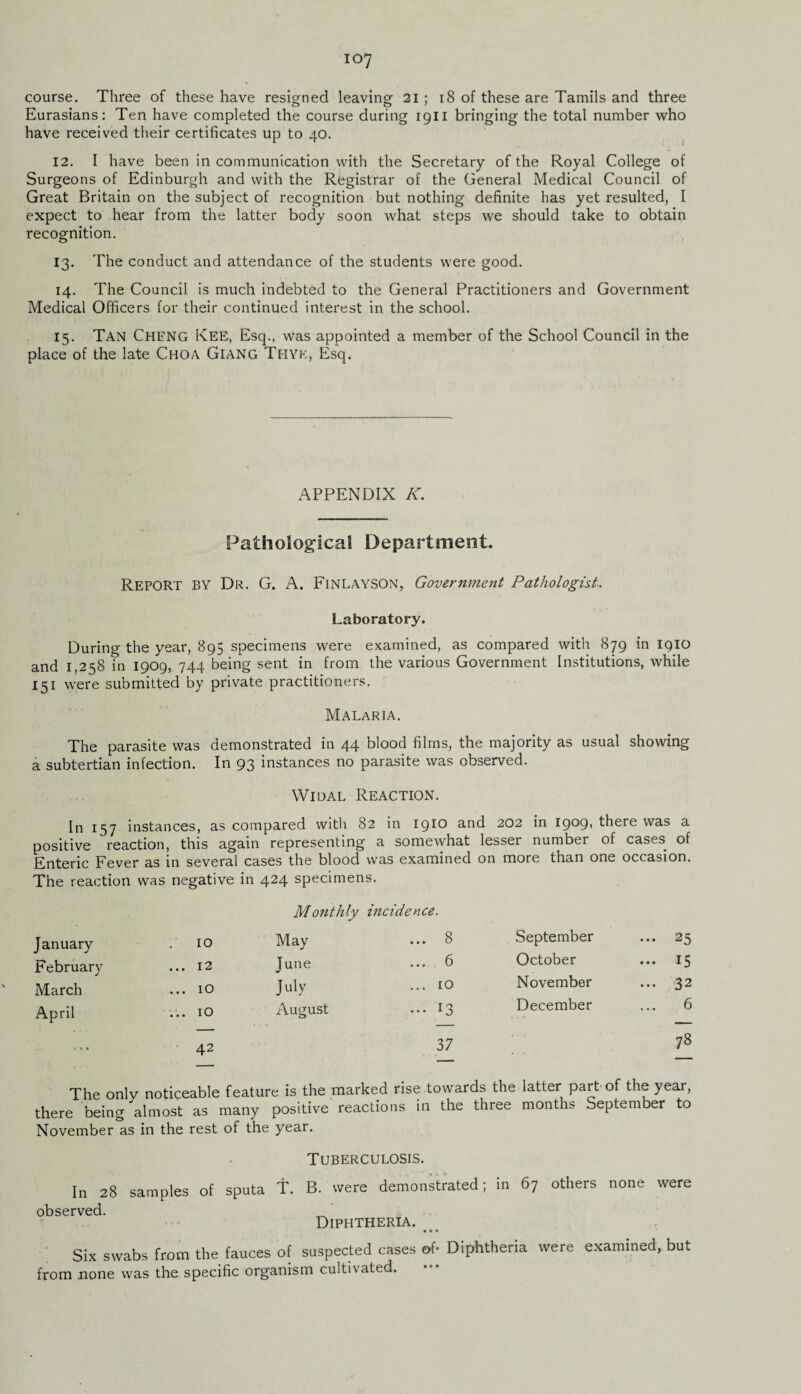 107
course. Three of these have resigned leaving 21; 18 of these are Tamils and three
Eurasians: Ten have completed the course during 1911 bringing the total number who
have received their certificates up to 40.
12. I have been in communication with the Secretary of the Royal College of
Surgeons of Edinburgh and with the Registrar of the General Medical Council of
Great Britain on the subject of recognition but nothing definite has yet resulted, I
expect to hear from the latter body soon what steps we should take to obtain
recognition.
13. The conduct and attendance of the students were good.
14. The Council is much indebted to the General Practitioners and Government
Medical Officers for their continued interest in the school.
15. TAN CHENG KEE, Esq., was appointed a member of the School Council in the
place of the late CHOA GIANG THYE, Esq.
APPENDIX K.
Pathological Department.
REPORT BY DR. G. A. FINLAYSON, Government Pathologist.
Laboratory.
During the year, 895 specimens were examined, as compared with 879 in 1910
and 1,258 in 1909, 744 being sent in from the various Government Institutions, while
151 were submitted by private practitioners.
MALARIA.
The parasite was demonstrated in 44 blood films, the majority as usual showing
a subtertian infection. In 93 instances no parasite was observed.
WIDAL REACTION.
In 157 instances, as compared with 82 in 1910 and 202 in 1909, there was a
positive reaction, this again representing a somewhat lesser number of cases of
Enteric Fever as in several cases the blood was examined on more than one occasion.
The reaction was negative in 424 specimens.
Monthly incidence.
January . 10 May ... 8 September ... 25
February ... 12 June ... 6 October ... 15
March ... 10 July ... 10 November ... 32
April ... 10 August ... 13 December ... 6
... 42 37 78
The only noticeable feature is the marked rise towards the latter part of the year,
there being almost as many positive reactions in the three months September to
November as in the rest of the year.
TUBERCULOSIS.
In 28 samples of sputa T. B. were demonstrated; in 67 others none were
observed.
DIPHTHERIA. ...
Six swabs from the fauces of suspected cases of Diphtheria were examined, but
from none was the specific organism cultivated. ...